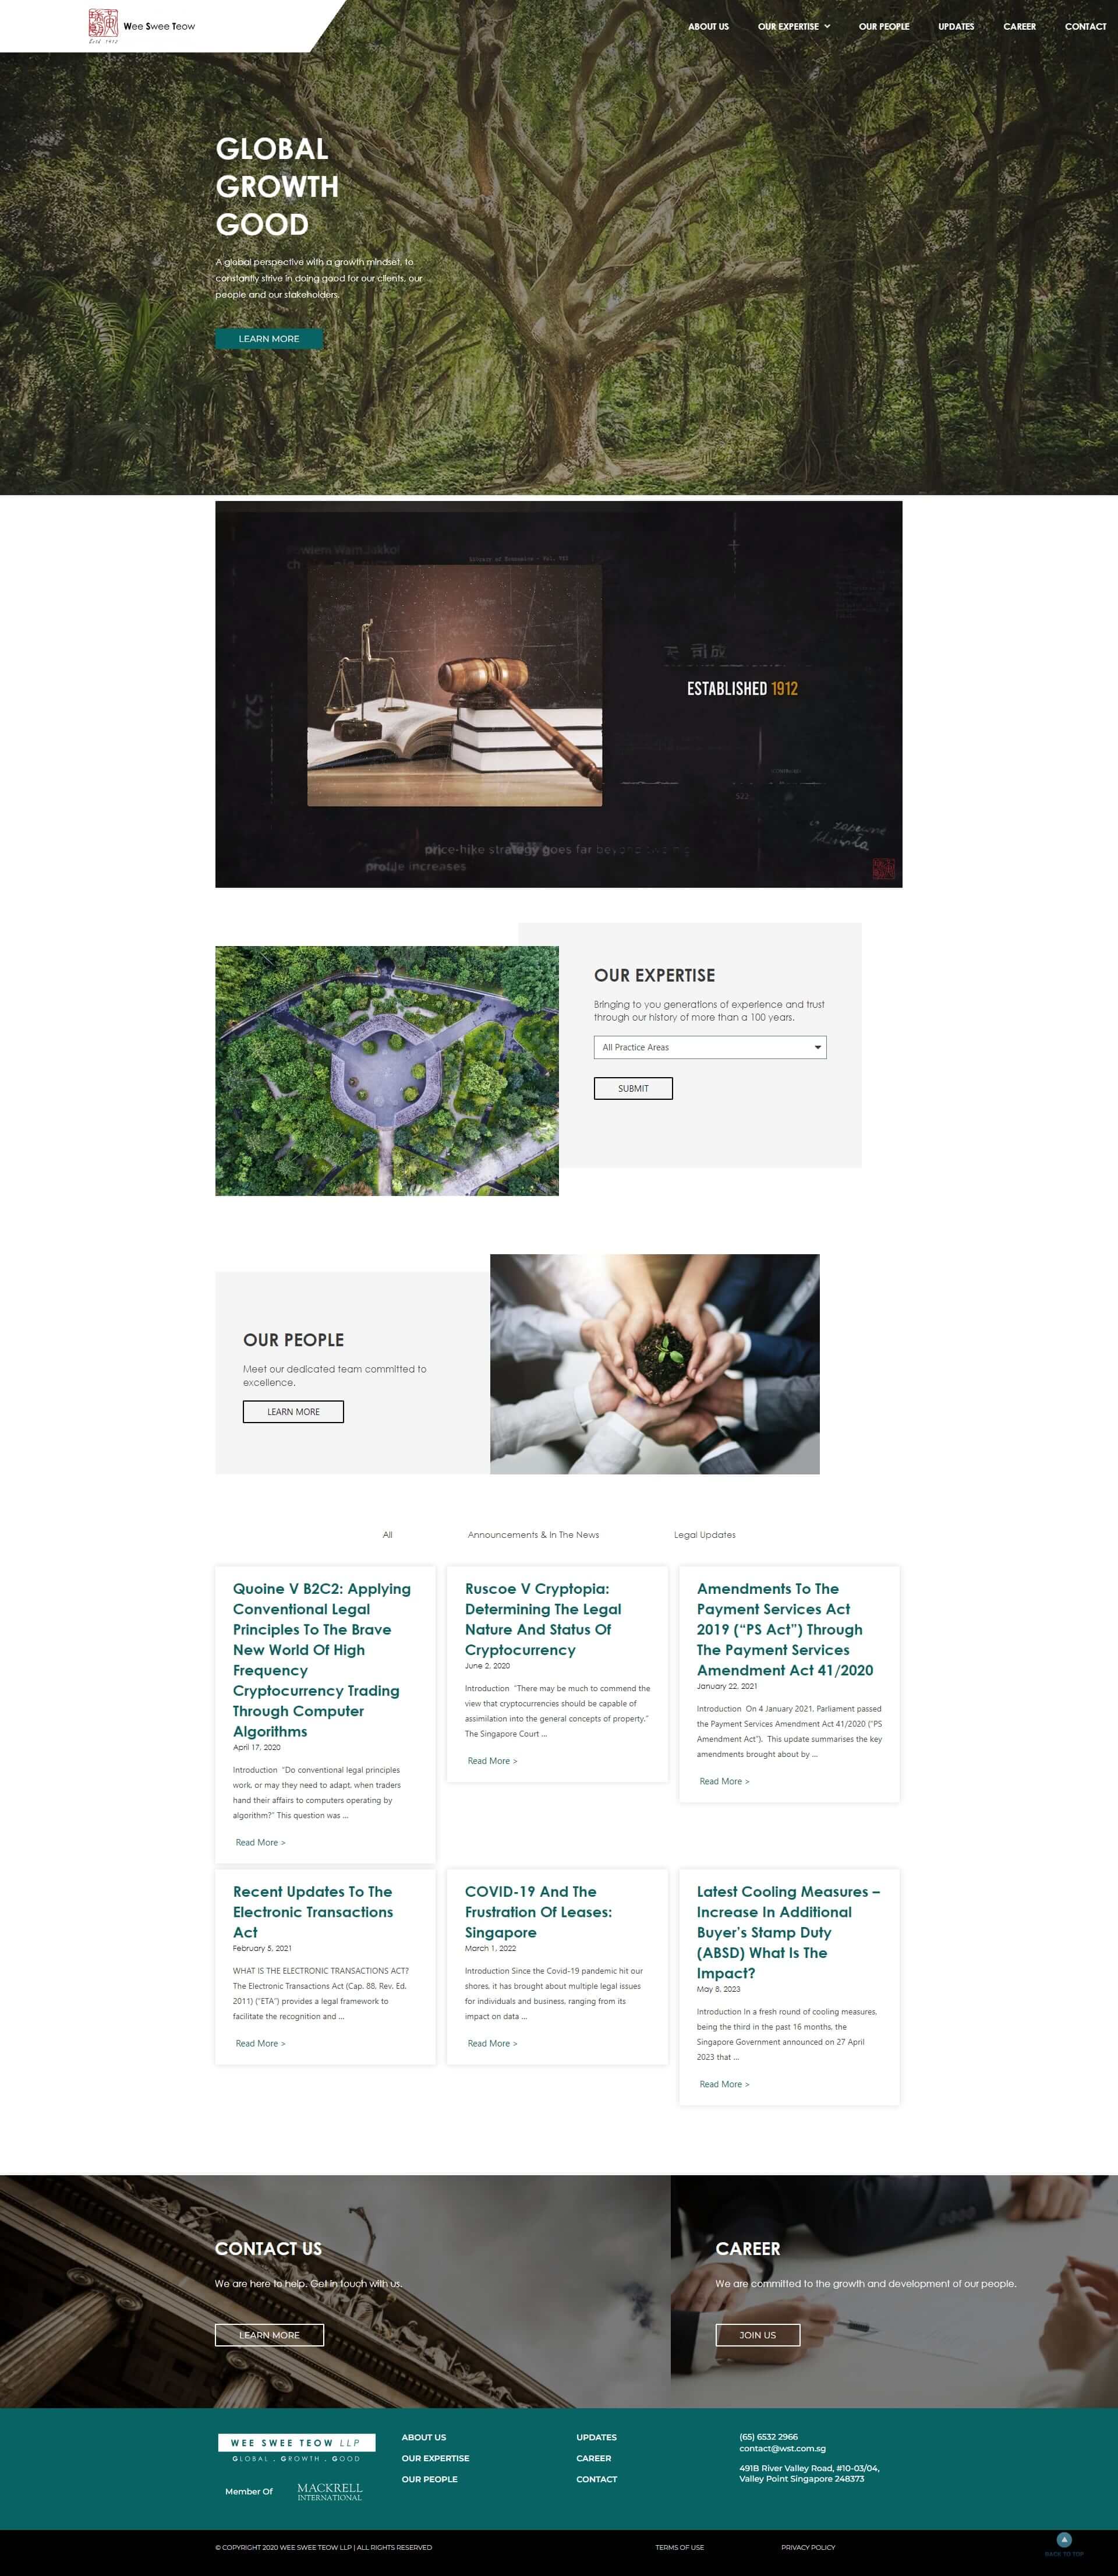 Wee Swee Teow
Estd 1912
ABOUT US
OUR EXPERTISE
OUR PEOPLE
UPDATES
CAREER
CONTACT
GLOBAL
GROWTH
GOOD
A global perspective with a growth mindset, to
constantly strive in doing good for our clients, our
people and our stakeholders.
LEARN MORE
ESTABLISHED 1912
price-hike strategy goes far beyond
profile increases
OUR EXPERTISE
Bringing to you generations of experience and trust
through our history of more than a 100 years.
All Practice Areas
SUBMIT
OUR PEOPLE
Meet our dedicated team committed to
excellence.
LEARN MORE
All
Announcements & In The News
Legal Updates
Quoine V B2C2: Applying
Conventional Legal
Principles To The Brave
New World Of High
Frequency
Cryptocurrency Trading
Through Computer
Algorithms
April 17, 2020
Introduction  "Do conventional legal principles
work, or may they need to adapt, when traders
hand their affairs to computers operating by
algorithm?" This question was ...
Read More >
Ruscoe V Cryptopia:
Determining The Legal
Nature And Status Of
Cryptocurrency
June 2, 2020
Introduction  "There may be much to commend the
view that cryptocurrencies should be capable of
assimilation into the general concepts of property."
The Singapore Court ...
Read More >
Amendments To The
Payment Services Act
2019 (“PS Act”) Through
The Payment Services
Amendment Act 41/2020
January 22, 2021
Introduction  On 4 January 2021, Parliament passed
the Payment Services Amendment Act 41/2020 ("PS
Amendment Act").  This update summarises the key
amendments brought about by ...
Read More >
Recent Updates To The
Electronic Transactions
Act
February 5, 2021
WHAT IS THE ELECTRONIC TRANSACTIONS ACT?
The Electronic Transactions Act (Cap. 88, Rev. Ed.
2011) ("ETA") provides a legal framework to
facilitate the recognition and ...
Read More >
COVID-19 And The
Frustration Of Leases:
Singapore
March 1, 2022
Introduction Since the Covid-19 pandemic hit our
shores, it has brought about multiple legal issues
for individuals and business, ranging from its
impact on data ...
Read More >
Latest Cooling Measures –
Increase In Additional
Buyer’s Stamp Duty
(ABSD) What Is The
Impact?
May 8, 2023
Introduction In a fresh round of cooling measures,
being the third in the past 16 months, the
Singapore Government announced on 27 April
2023 that ...
Read More >
CONTACT US
We are here to help. Get in touch with us.
LEARN MORE
CAREER
We are committed to the growth and development of our people.
JOIN US
WEE SWEE TEOW LLP
GLOBAL . GROWTH . GOOD
Member Of
MACKRELL
INTERNATIONAL
ABOUT US
OUR EXPERTISE
OUR PEOPLE
UPDATES
CAREER
CONTACT
(65) 6532 2966
contact@wst.com.sg
491B River Valley Road, #10-03/04,
Valley Point Singapore 248373
© COPYRIGHT 2020 WEE SWEE TEOW LLP | ALL RIGHTS RESERVED
TERMS OF USE
PRIVACY POLICY
BACK TO TOP